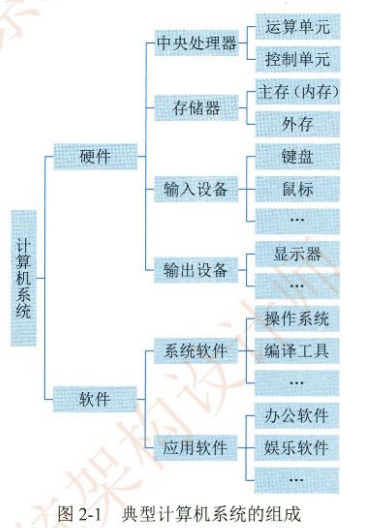 运算单元
中央处理器
控制单元
主存(内存)
存储器
外存
硬件
键盘
输入设备
鼠标
…
显示器
输出设备
…
计算机系统
操作系统
系统软件
编译工具
…
软件
办公软件
应用软件
娱乐软件
…
图 2-1 典型计算机系统的组成